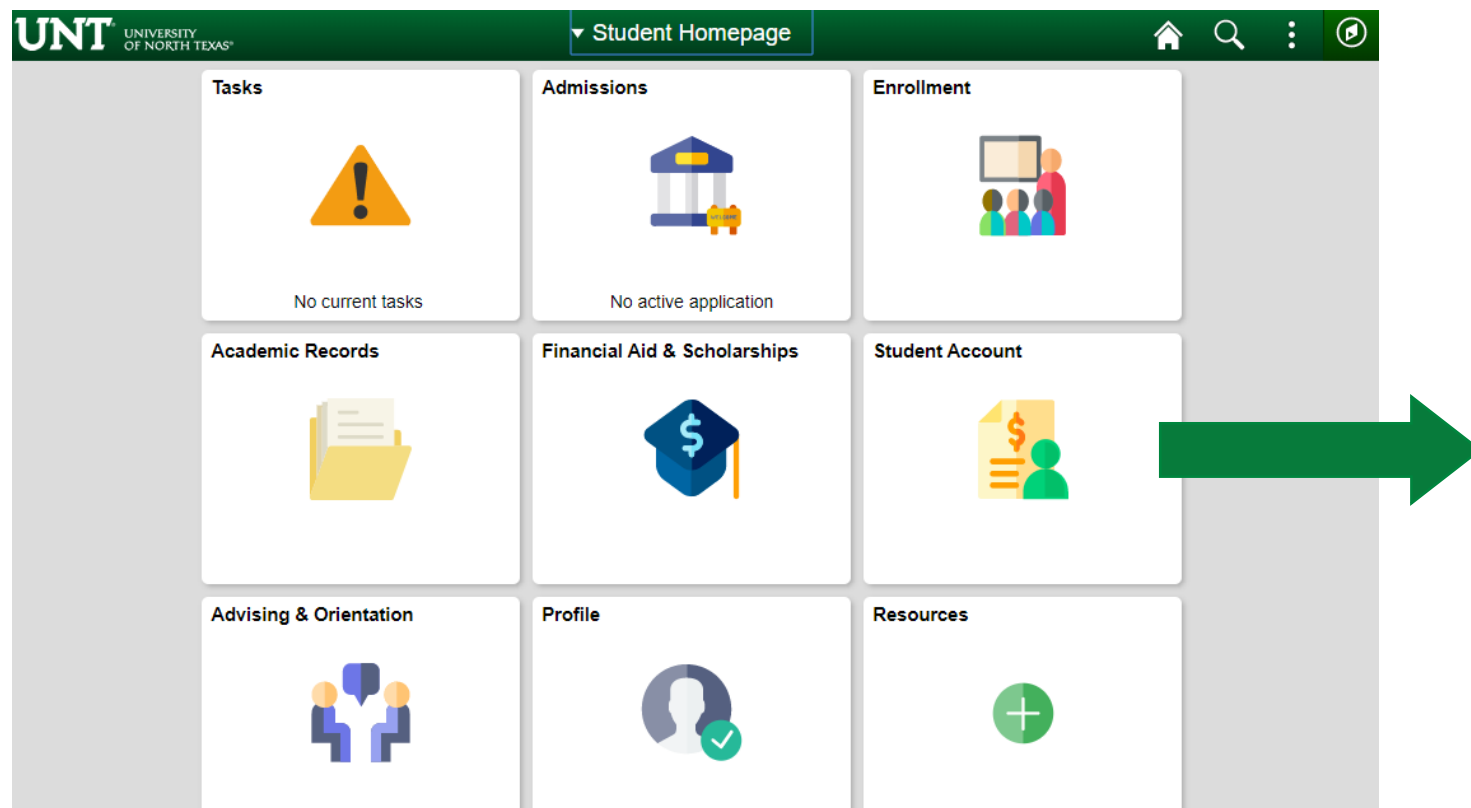 UNT® UNIVERSITY
OF NORTH TEXAS®
Student Homepage
Tasks
No current tasks
Admissions
WELCOME
No active application
Enrollment
Academic Records
Financial Aid & Scholarships
$
Student Account
$
Advising & Orientation
Profile
Resources